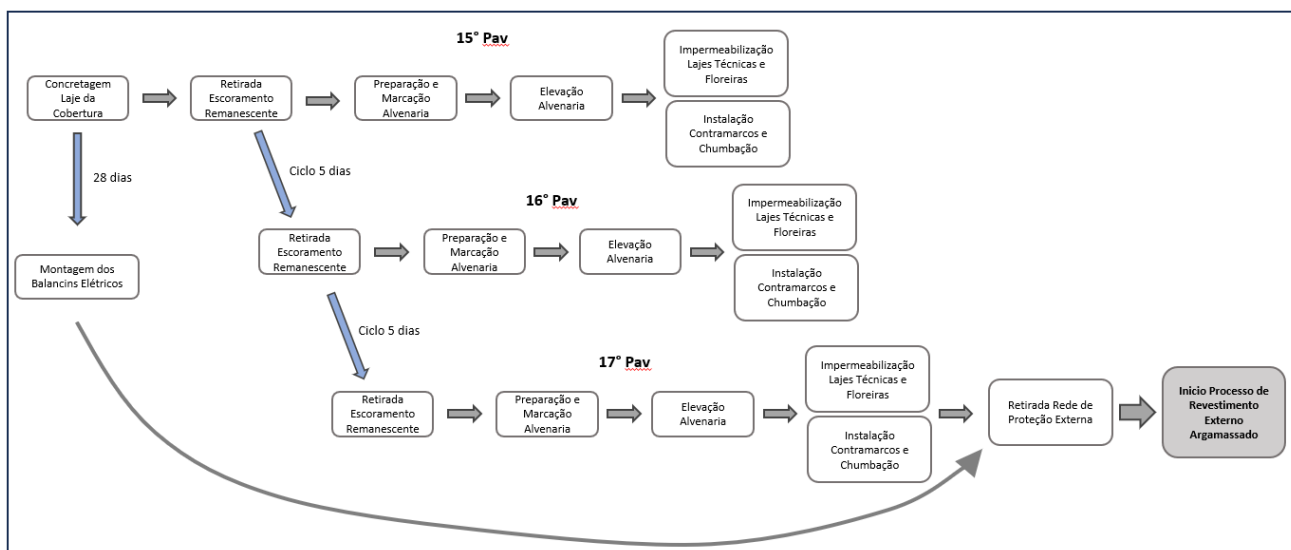 15° Pav
Concretagem
Laje da
Cobertura
Retirada
Escoramento
Remanescente
Preparação e
Marcação
Alvenaria
Elevação
Alvenaria
Impermeabilização
Lajes Técnicas e
Floreiras
Instalação
Contramarcos e
Chumbação
28 dias
Ciclo 5 dias
16° Pav
Montagem dos
Balancins Elétricos
Retirada
Escoramento
Remanescente
Preparação e
Marcação
Alvenaria
Elevação
Alvenaria
Impermeabilização
Lajes Técnicas e
Floreiras
Instalação
Contramarcos e
Chumbação
Ciclo 5 dias
17° Pav
Retirada
Escoramento
Remanescente
Preparação e
Marcação
Alvenaria
Elevação
Alvenaria
Impermeabilização
Lajes Técnicas e
Floreiras
Instalação
Contramarcos e
Chumbação
Retirada Rede de
Proteção Externa
Inicio Processo de
Revestimento
Externo
Argamassado